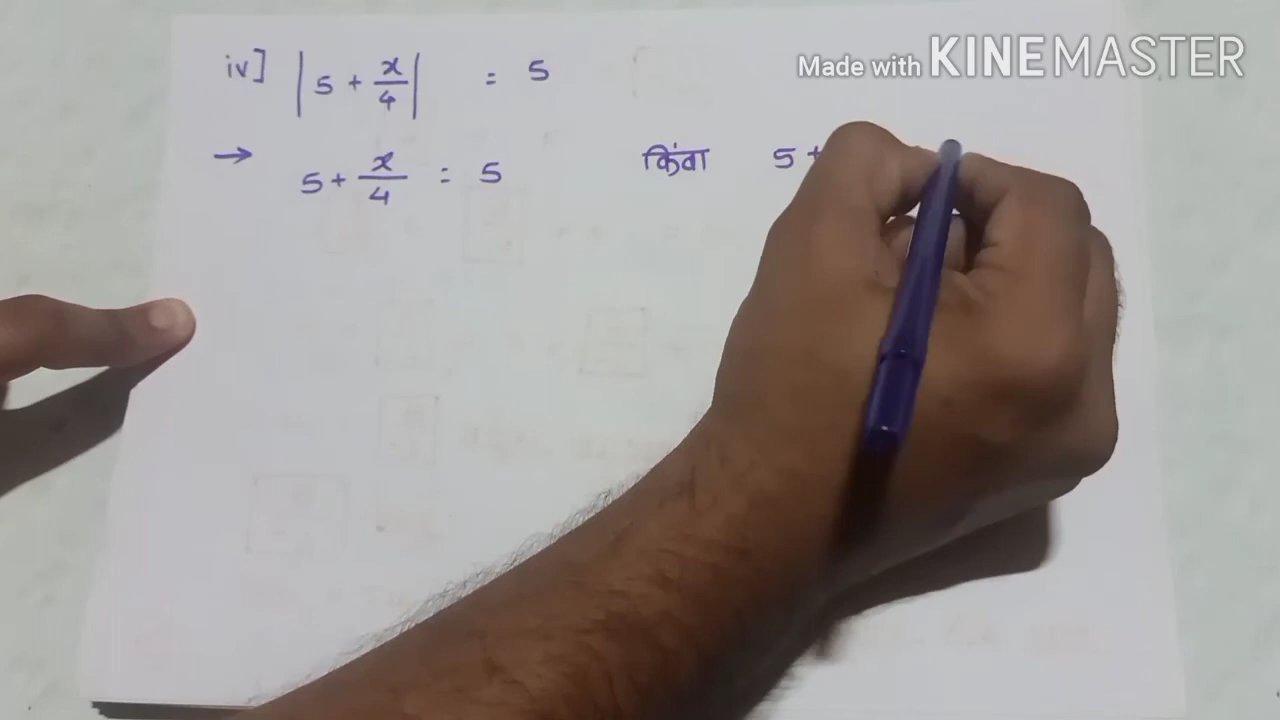 Made with KINEMASTER
iv] |5 + x/4| = 5
→ 5 + x/4 = 5 किंवा 5 +